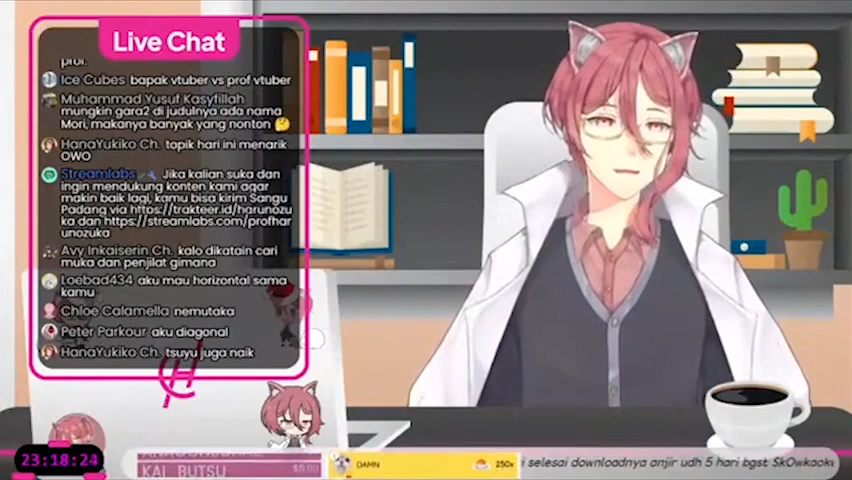 Live Chat
prof.
Ice Cubes bapak vtuber vs prof vtuber
Muhammad Yusuf Kasyfillah
mungkin gara2 di judulnya ada nama
Mori, makanya banyak yang nonton 🤔
HanaYukiko Ch. topik hari ini menarik
OWO
Streamlabs Jika kalian suka dan
ingin mendukung konten kami agar
makin baik lagi, kamu bisa kirim Sangu
Padang via https://trakteer.id/harunozu
ka dan https://streamlabs.com/profhar
unozuka
Avy Inkaiserin Ch. kalo dikatain cari
muka dan penjilat gimana
Loebad434 aku mau horizontal sama
kamu
Chloe Calamella nemutaka
Peter Parkour aku diagonal
HanaYukiko Ch. tsuyu juga naik
23:18:24
KAI BUTSU
$5.00
DAMN
250x
i selesai downloadnya anjir udh 5 hari bgst SkOwkaoks